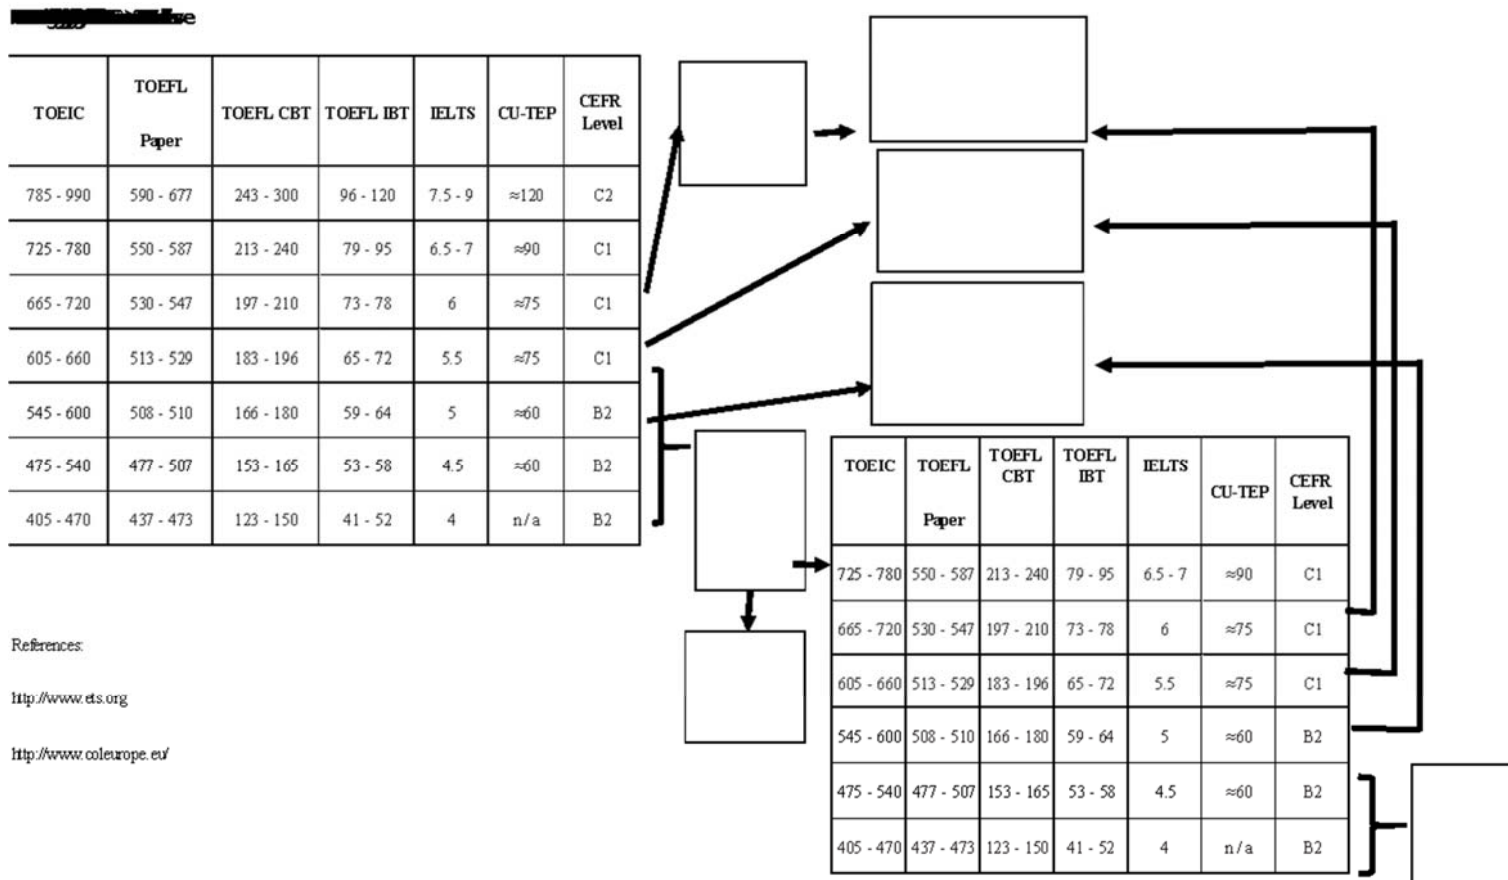 TOEIC TOEFL Paper TOEFL CBT TOEFL IBT IELTS CU-TEP CEFR Level
785 - 990 590 - 677 243 - 300 96 - 120 7.5 - 9 ≈120 C2
725 - 780 550 - 587 213 - 240 79 - 95 6.5 - 7 ≈90 C1
665 - 720 530 - 547 197 - 210 73 - 78 6 ≈75 C1
605 - 660 513 - 529 183 - 196 65 - 72 5.5 ≈75 C1
545 - 600 508 - 510 166 - 180 59 - 64 5 ≈60 B2
475 - 540 477 - 507 153 - 165 53 - 58 4.5 ≈60 B2
405 - 470 437 - 473 123 - 150 41 - 52 4 n/a B2
References:
http://www.ets.org
http://www.coleurope.eu/
TOEIC TOEFL Paper TOEFL CBT TOEFL IBT IELTS CU-TEP CEFR Level
725 - 780 550 - 587 213 - 240 79 - 95 6.5 - 7 ≈90 C1
665 - 720 530 - 547 197 - 210 73 - 78 6 ≈75 C1
605 - 660 513 - 529 183 - 196 65 - 72 5.5 ≈75 C1
545 - 600 508 - 510 166 - 180 59 - 64 5 ≈60 B2
475 - 540 477 - 507 153 - 165 53 - 58 4.5 ≈60 B2
405 - 470 437 - 473 123 - 150 41 - 52 4 n/a B2